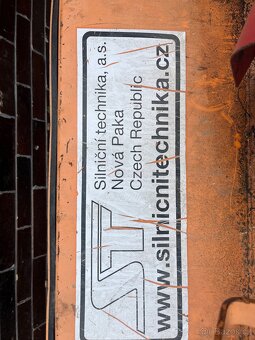 ST
Silniční technika, a.s.
Nová Paka
Czech Republic
www.silnicnitechnika.cz